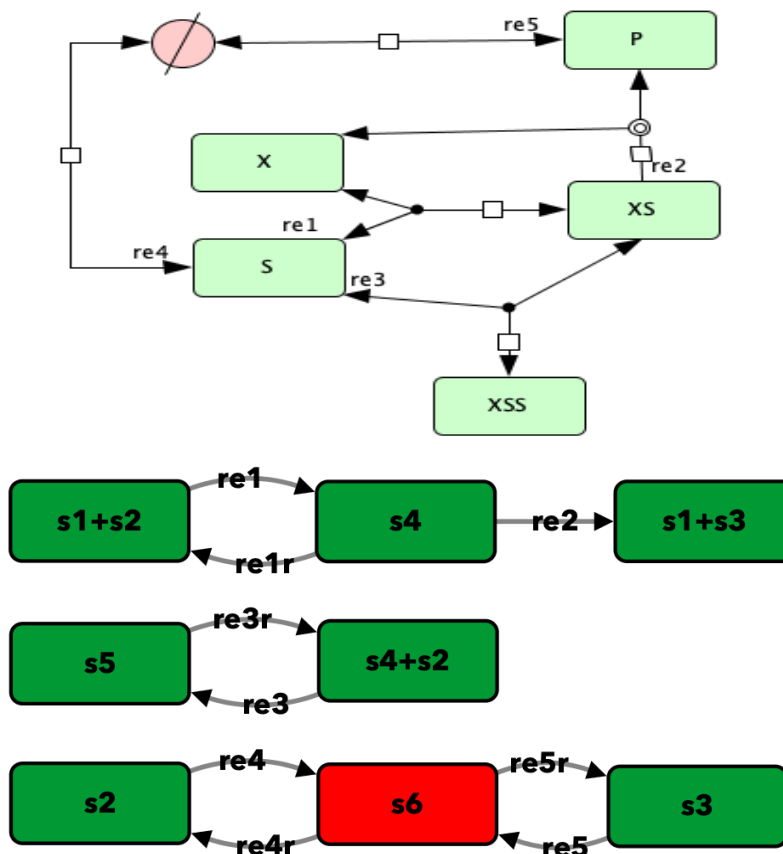 re5
P
X
re2
re1
XS
re4
S
re3
XSS
re1
s1+s2
s4
re2
s1+s3
re1r
re3r
s5
s4+s2
re3
re4
re5r
s2
s6
s3
re4r
re5